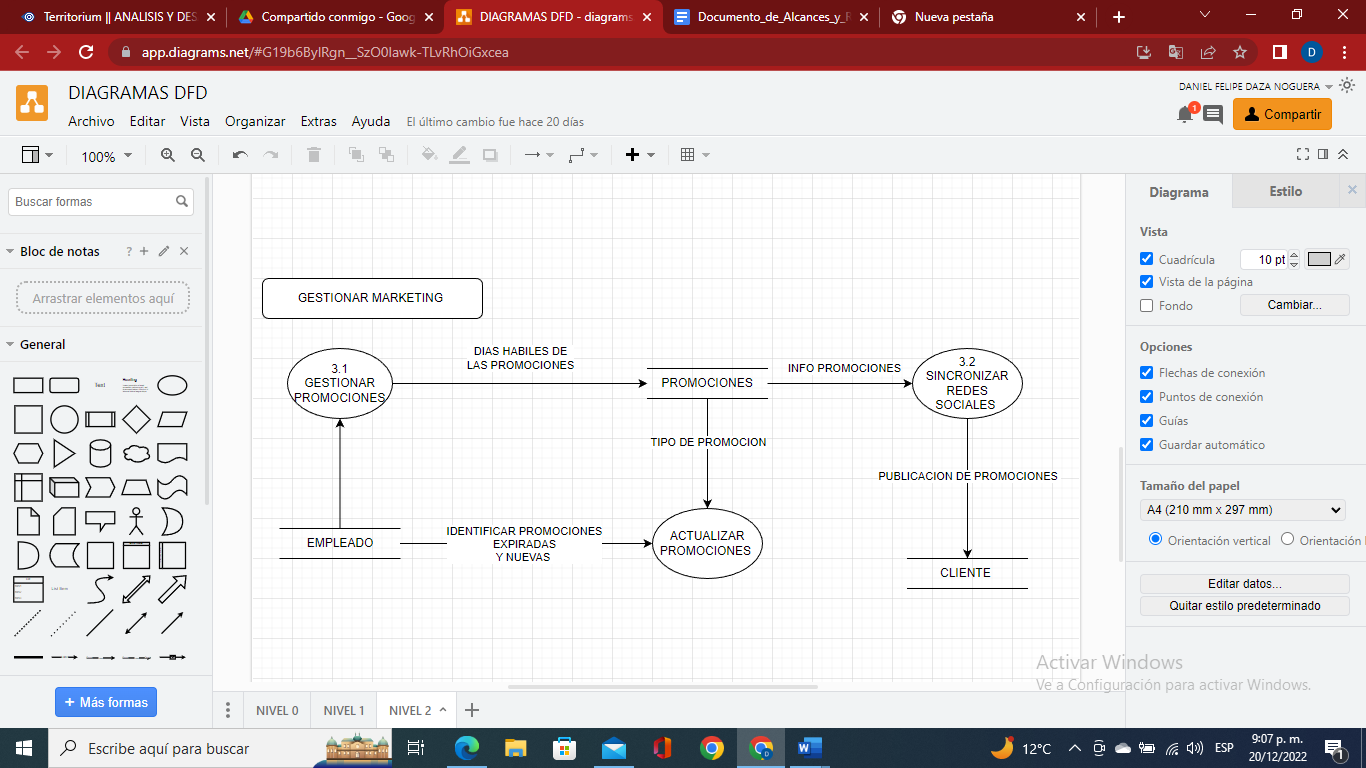 Territorium || ANALISIS Y DES
Compartido conmigo - Goog
DIAGRAMAS DFD - diagrams
Documento_de_Alcances_y_R
Nueva pestaña
app.diagrams.net/#G19b6BylRgn__SzO0lawk-TLvRhOiGxcea
D
DIAGRAMAS DFD
DANIEL FELIPE DAZA NOGUERA
Archivo Editar Vista Organizar Extras Ayuda El último cambio fue hace 20 días
1
Compartir
100%
Buscar formas
Bloc de notas
Arrastrar elementos aquí
General
Text
Más formas
GESTIONAR MARKETING
3.1
GESTIONAR
PROMOCIONES
DIAS HABILES DE
LAS PROMOCIONES
PROMOCIONES
INFO PROMOCIONES
3.2
SINCRONIZAR
REDES
SOCIALES
TIPO DE PROMOCION
PUBLICACION DE PROMOCIONES
EMPLEADO
IDENTIFICAR PROMOCIONES
EXPIRADAS
Y NUEVAS
ACTUALIZAR
PROMOCIONES
CLIENTE
Diagrama Estilo
Vista
Cuadrícula 10 pt
Vista de la página
Fondo Cambiar...
Opciones
Flechas de conexión
Puntos de conexión
Guías
Guardar automático
Tamaño del papel
A4 (210 mm x 297 mm)
Orientación vertical Orientación
Editar datos...
Quitar estilo predeterminado
Activar Windows
Ve a Configuración para activar Windows.
NIVEL 0 NIVEL 1 NIVEL 2
Escribe aquí para buscar
12°C
ESP
9:07 p. m.
20/12/2022
1